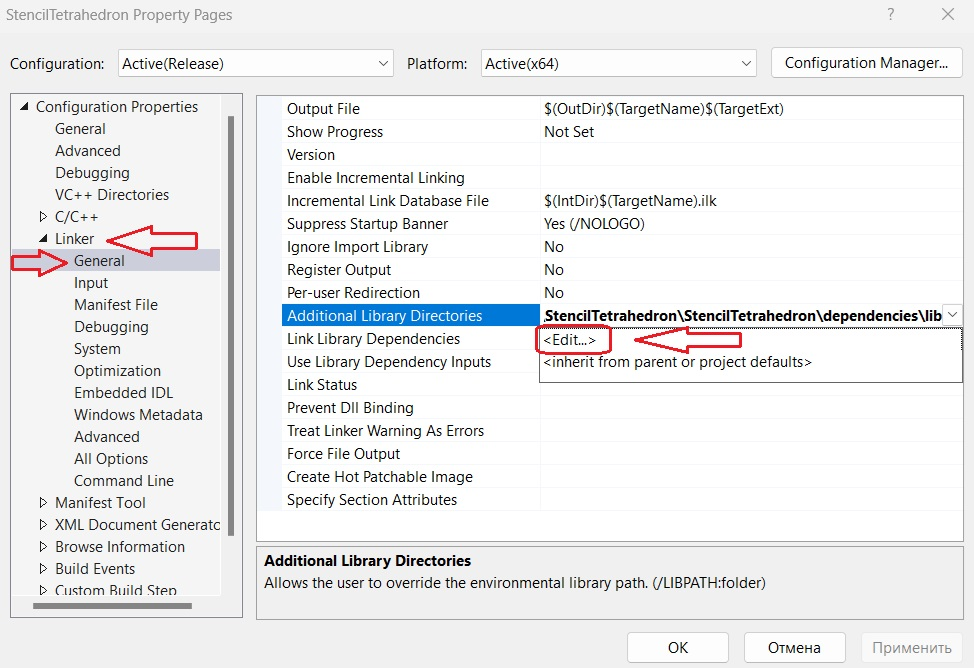 StencilTetrahedron Property Pages ? ×
Configuration: Active(Release) Platform: Active(x64) Configuration Manager...
Configuration Properties
General
Advanced
Debugging
VC++ Directories
C/C++
Linker
General
Input
Manifest File
Debugging
System
Optimization
Embedded IDL
Windows Metadata
Advanced
All Options
Command Line
Manifest Tool
XML Document Generato
Browse Information
Build Events
Custom Build Step
Output File $(OutDir)$(TargetName)$(TargetExt)
Show Progress Not Set
Version
Enable Incremental Linking
Incremental Link Database File $(IntDir)$(TargetName).ilk
Suppress Startup Banner Yes (/NOLOGO)
Ignore Import Library No
Register Output No
Per-user Redirection No
Additional Library Directories .StencilTetrahedron\StencilTetrahedron\dependencies\lib
Link Library Dependencies <Edit...>
Use Library Dependency Inputs <inherit from parent or project defaults>
Link Status
Prevent Dll Binding
Treat Linker Warning As Errors
Force File Output
Create Hot Patchable Image
Specify Section Attributes
Additional Library Directories
Allows the user to override the environmental library path. (/LIBPATH:folder)
OK Отмена Применить